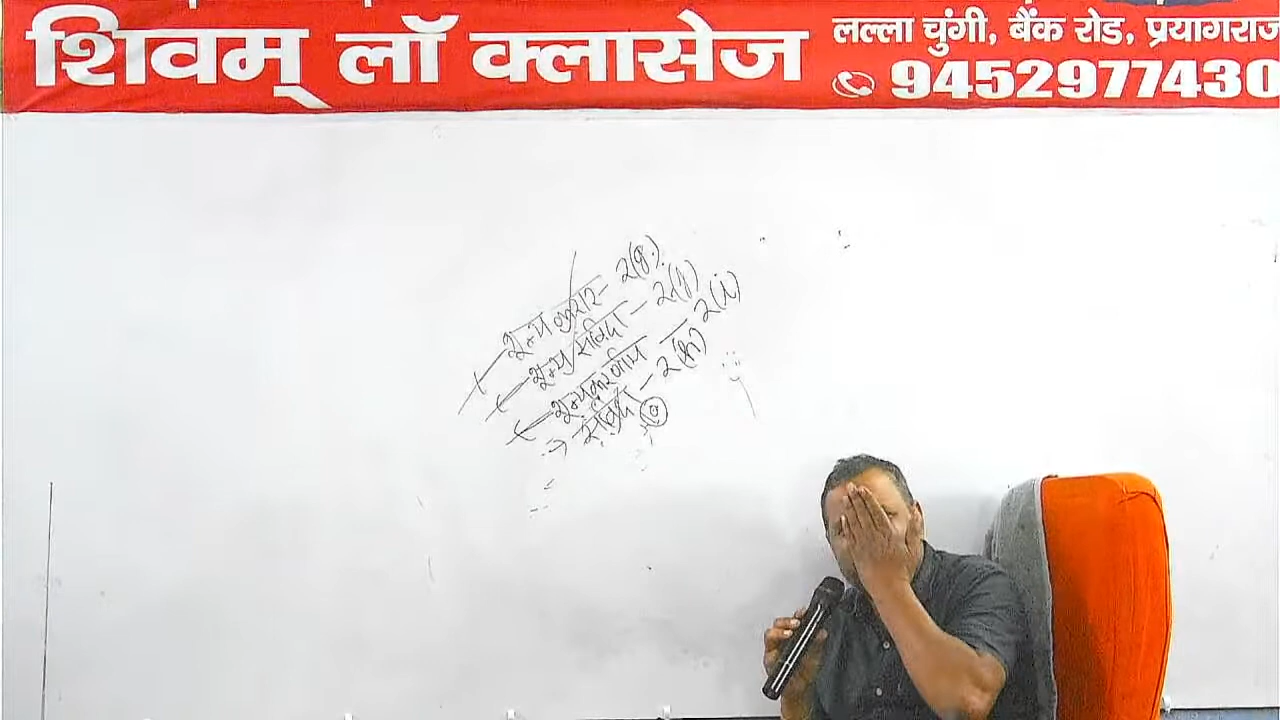 शिवम् लॉ क्लासेज
लल्ला चुंगी, बैंक रोड, प्रयागराज
9452977430
शून्य करार - 2(g)
शून्य संविदा - 2(j)
शून्यकरणीय 2(i)
संविदा - 2(h)